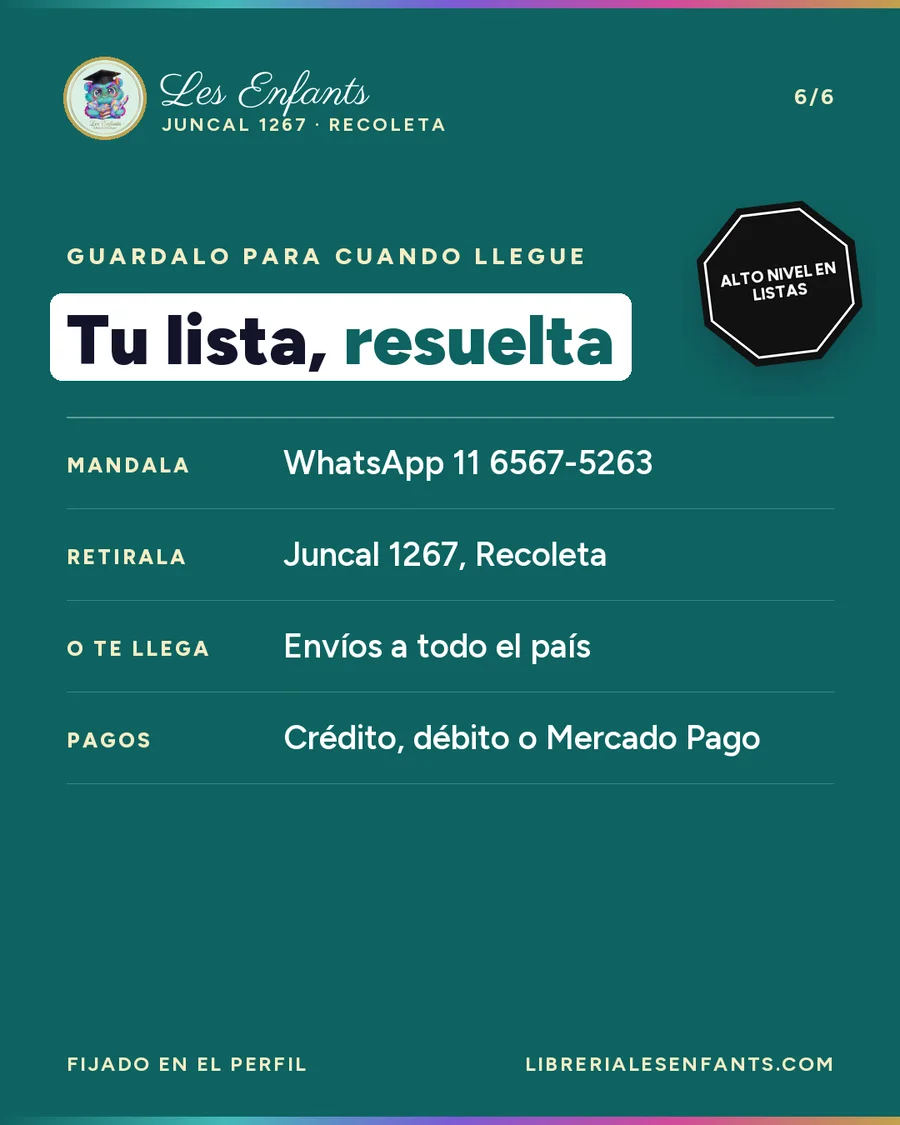 Les Enfants
JUNCAL 1267 · RECOLETA
6/6
GUARDALO PARA CUANDO LLEGUE
Tu lista, resuelta
ALTO NIVEL EN
LISTAS
MANDALA WhatsApp 11 6567-5263
RETIRALA Juncal 1267, Recoleta
O TE LLEGA Envíos a todo el país
PAGOS Crédito, débito o Mercado Pago
FIJADO EN EL PERFIL
LIBRERIALESENFANTS.COM